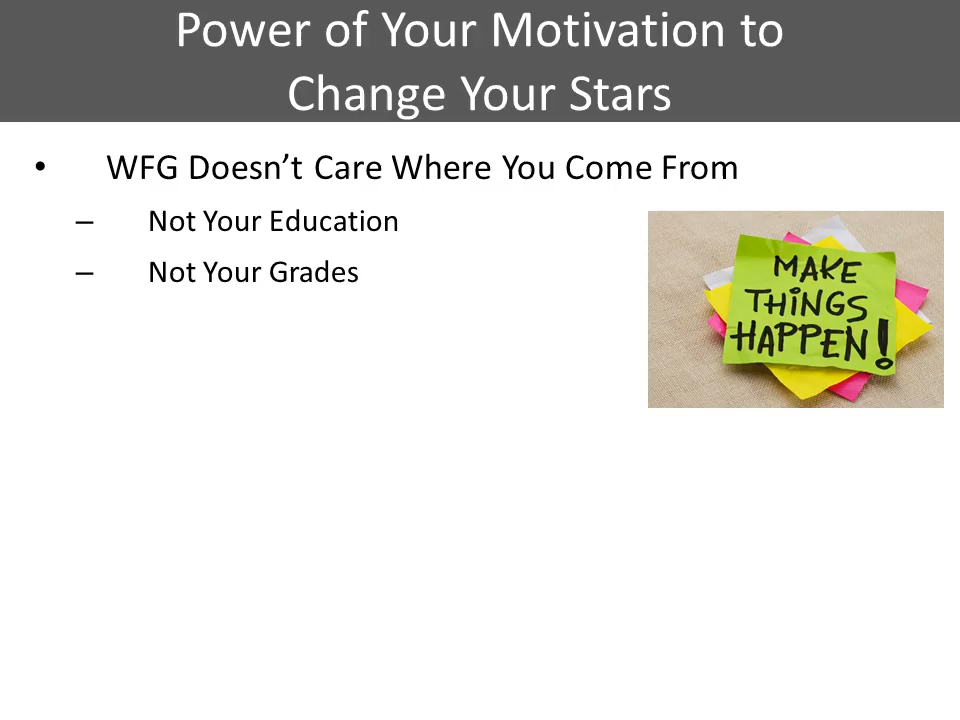 Power of Your Motivation to
Change Your Stars
• WFG Doesn’t Care Where You Come From
– Not Your Education
– Not Your Grades
MAKE
THiNGS
HAPPEN!